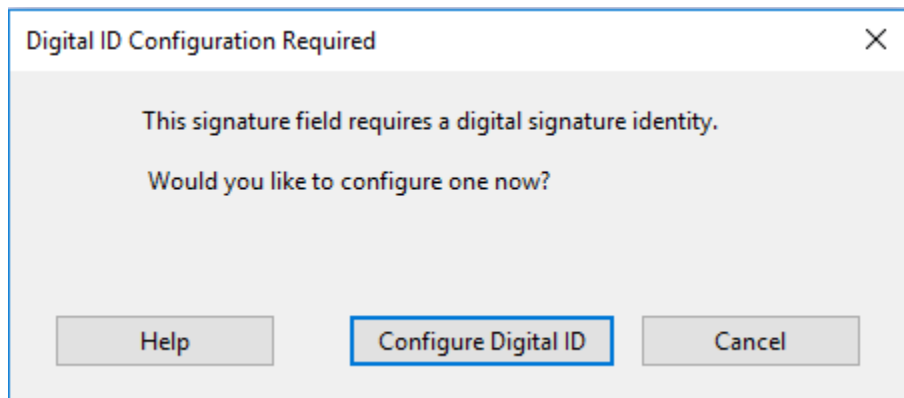 Digital ID Configuration Required
This signature field requires a digital signature identity.
Would you like to configure one now?
Help Configure Digital ID Cancel